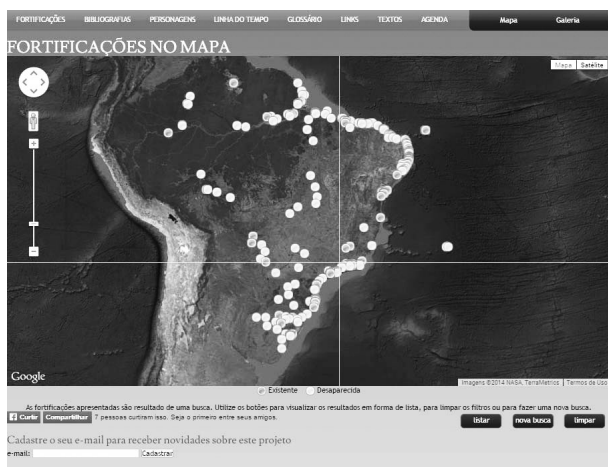 FORTIFICAÇÕES BIBLIOGRAFIAS PERSONAGENS LINHA DO TEMPO GLOSSÁRIO LINKS TEXTOS AGENDA Mapa Galeria
FORTIFICAÇÕES NO MAPA
Mapa Satélite
Google
Imagens ©2014 NASA, TerraMetrics Termos de Uso
Existente Desaparecida
As fortificações apresentadas são resultado de uma busca. Utilize os botões para visualizar os resultados em forma de lista, para limpar os filtros ou para fazer uma nova busca.
Curtir Compartilhar 7 pessoas curtiram isso. Seja o primeiro entre seus amigos.
listar nova busca limpar
Cadastre o seu e-mail para receber novidades sobre este projeto
e-mail: Cadastrar